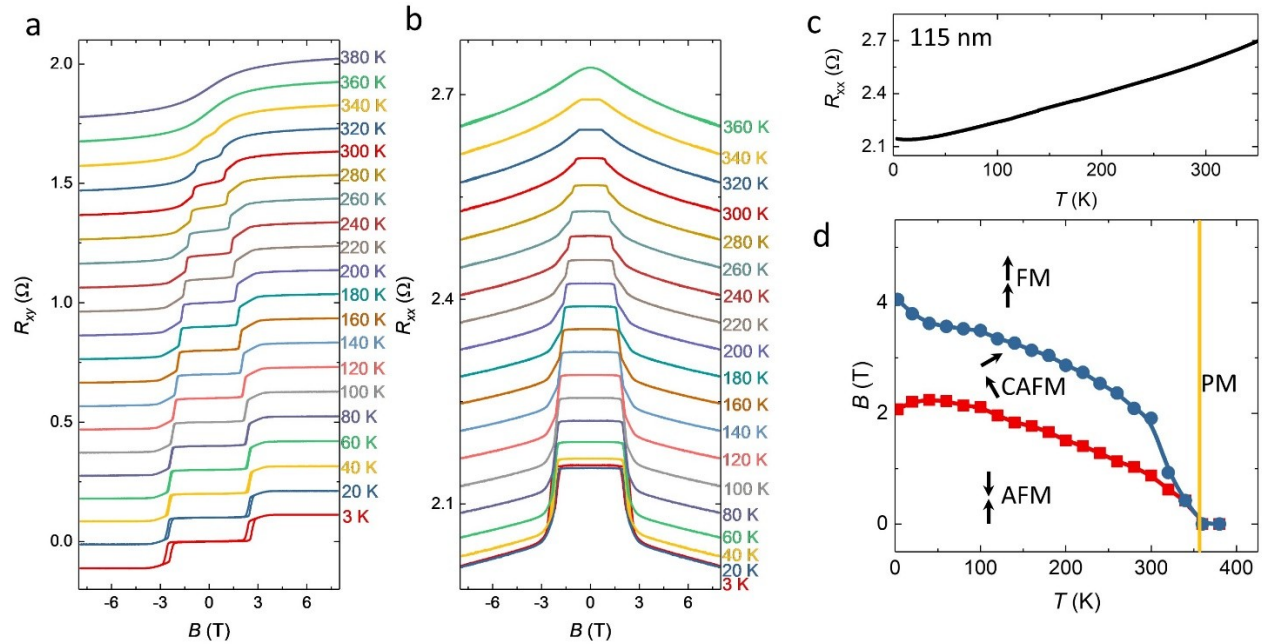 a
2.0
1.5
1.0
0.5
0.0
Rxy (Ω)
380 K
360 K
340 K
320 K
300 K
280 K
260 K
240 K
220 K
200 K
180 K
160 K
140 K
120 K
100 K
80 K
60 K
40 K
20 K
3 K
-6 -3 0 3 6
B (T)
b
2.7
2.4
2.1
Rxx (Ω)
360 K
340 K
320 K
300 K
280 K
260 K
240 K
220 K
200 K
180 K
160 K
140 K
120 K
100 K
80 K
60 K
40 K
20 K
3 K
-6 -3 0 3 6
B (T)
c
115 nm
2.7
2.4
2.1
Rxx (Ω)
0 100 200 300
T (K)
d
FM
CAFM
PM
AFM
4
2
0
B (T)
0 100 200 300 400
T (K)